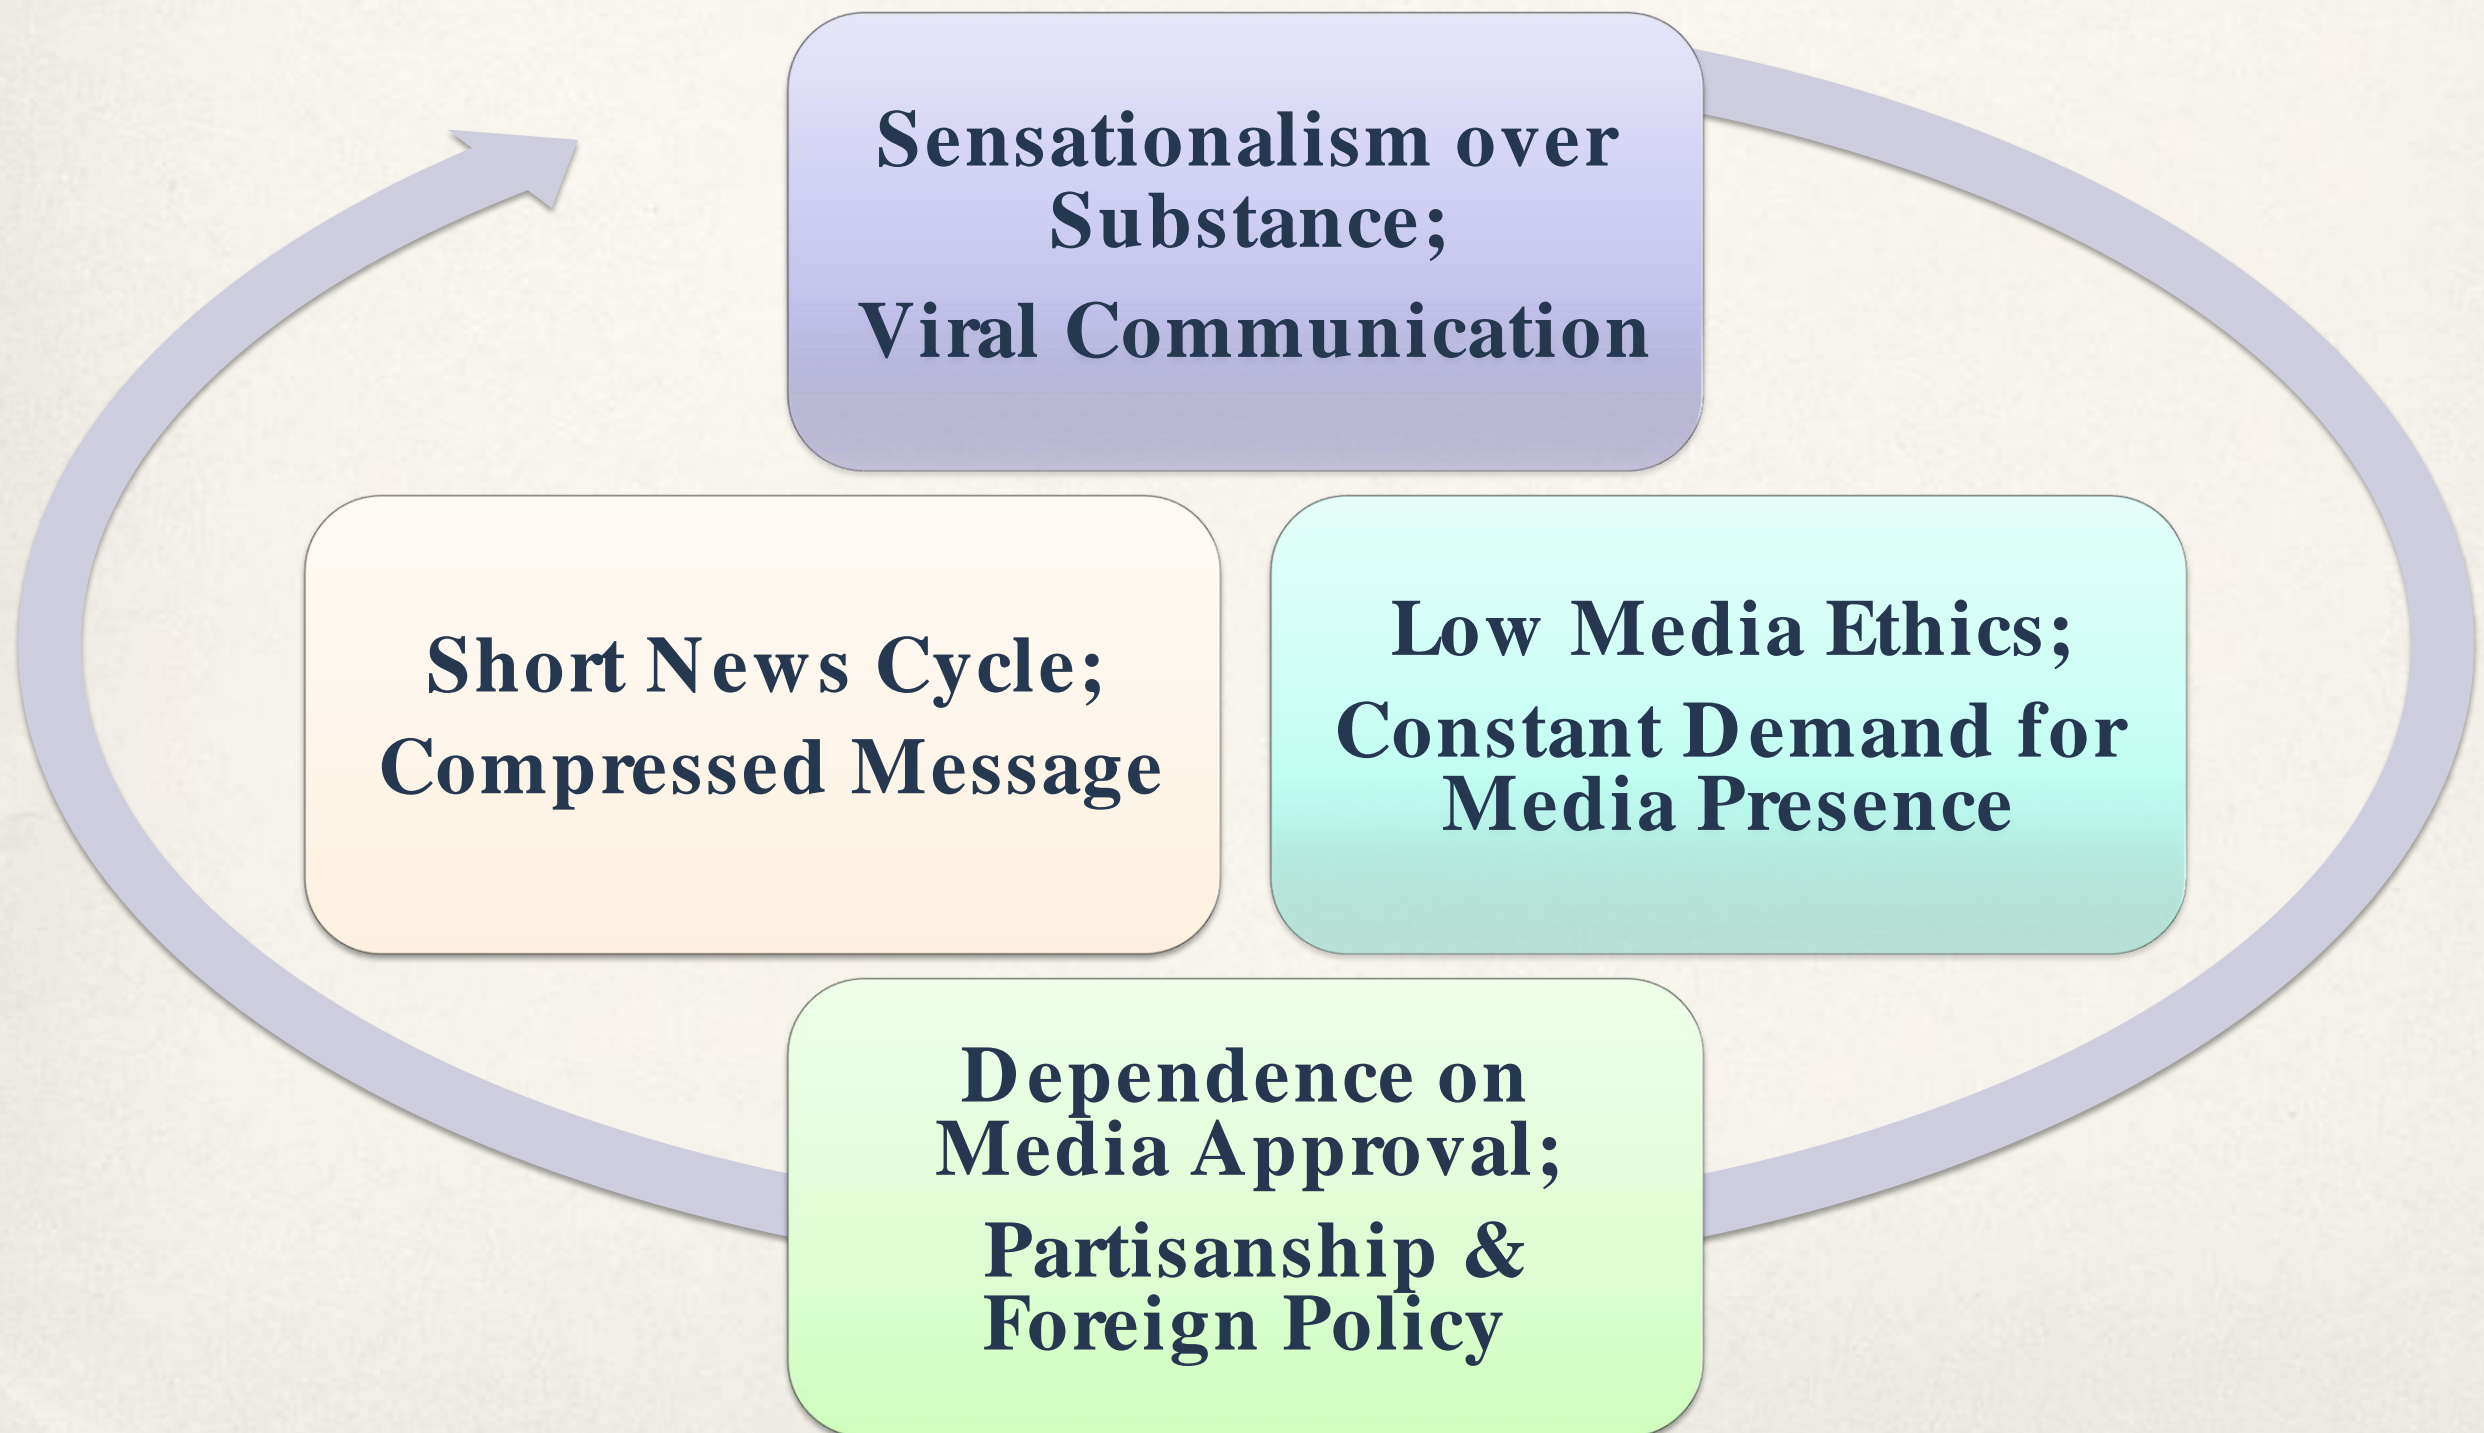 Sensationalism over
Substance;
Viral Communication
Short News Cycle;
Compressed Message
Low Media Ethics;
Constant Demand for
Media Presence
Dependence on
Media Approval;
Partisanship &
Foreign Policy